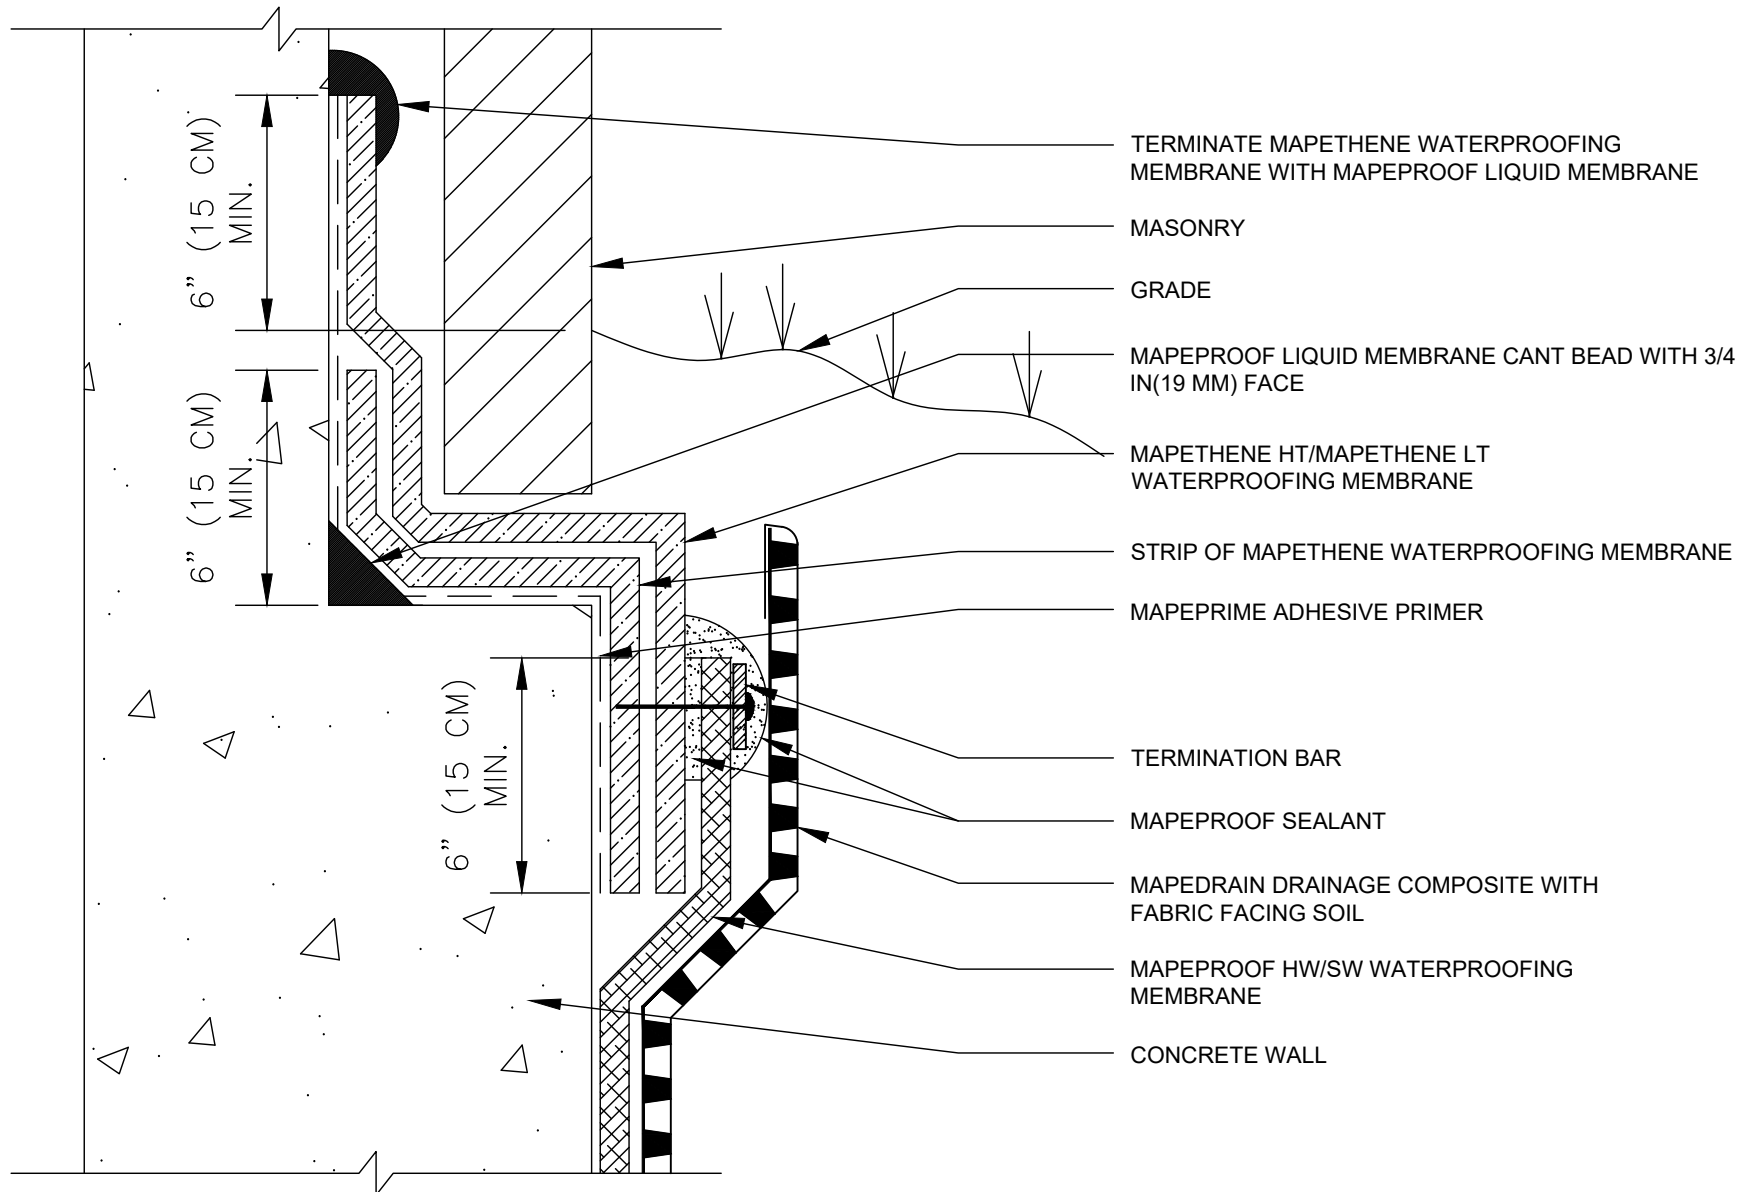 TERMINATE MAPETHENE WATERPROOFING
MEMBRANE WITH MAPEPROOF LIQUID MEMBRANE
MASONRY
GRADE
MAPEPROOF LIQUID MEMBRANE CANT BEAD WITH 3/4
IN(19 MM) FACE
MAPETHENE HT/MAPETHENE LT
WATERPROOFING MEMBRANE
STRIP OF MAPETHENE WATERPROOFING MEMBRANE
MAPEPRIME ADHESIVE PRIMER
TERMINATION BAR
MAPEPROOF SEALANT
MAPEDRAIN DRAINAGE COMPOSITE WITH
FABRIC FACING SOIL
MAPEPROOF HW/SW WATERPROOFING
MEMBRANE
CONCRETE WALL
6" (15 CM)
MIN.
6" (15 CM)
MIN.
6" (15 CM)
MIN.